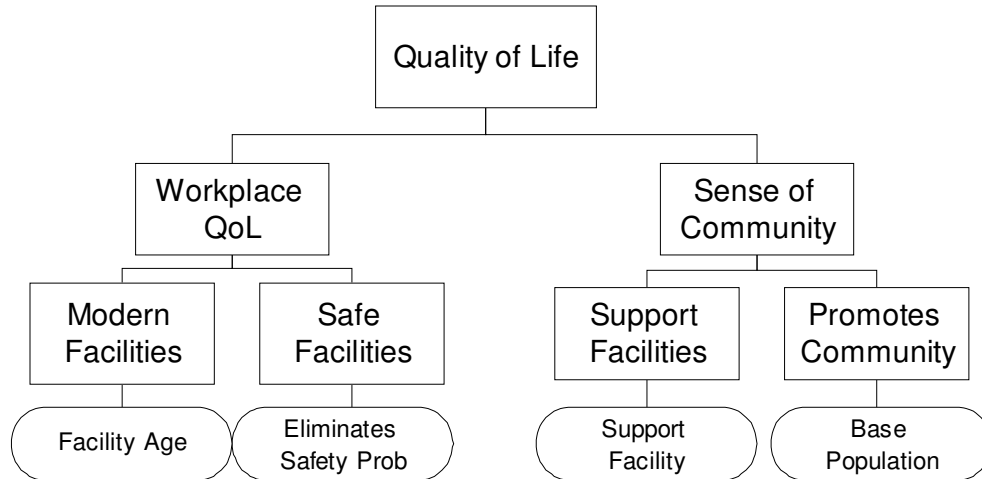 Quality of Life
Workplace
QoL
Sense of
Community
Modern
Facilities
Safe
Facilities
Support
Facilities
Promotes
Community
Facility Age
Eliminates
Safety Prob
Support
Facility
Base
Population